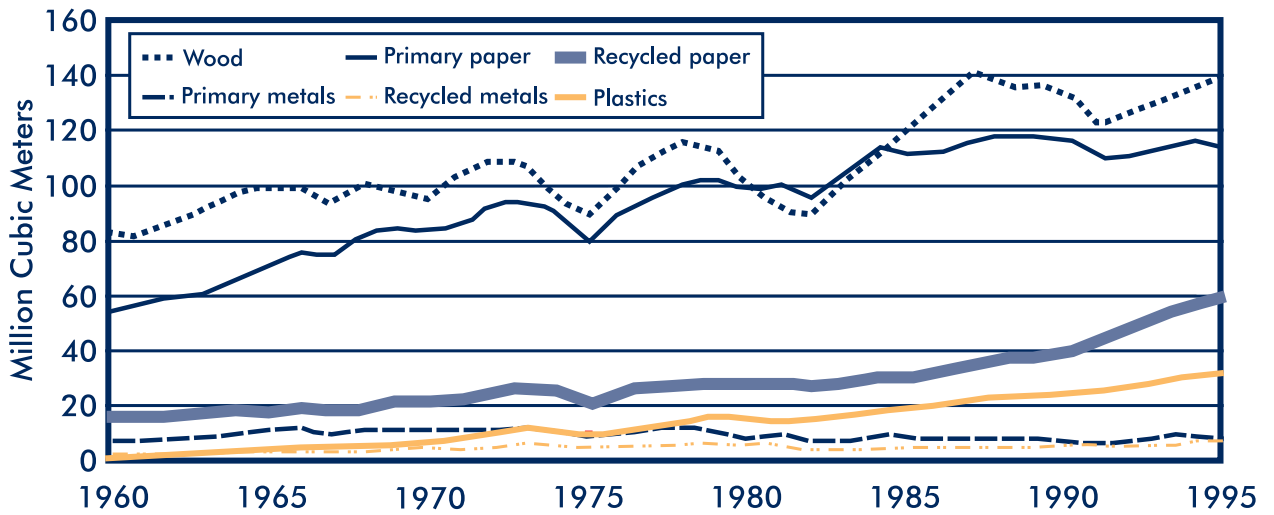 160
140
120
100
80
60
40
20
0
Million Cubic Meters
Wood
Primary paper
Recycled paper
Primary metals
Recycled metals
Plastics
1960
1965
1970
1975
1980
1985
1990
1995